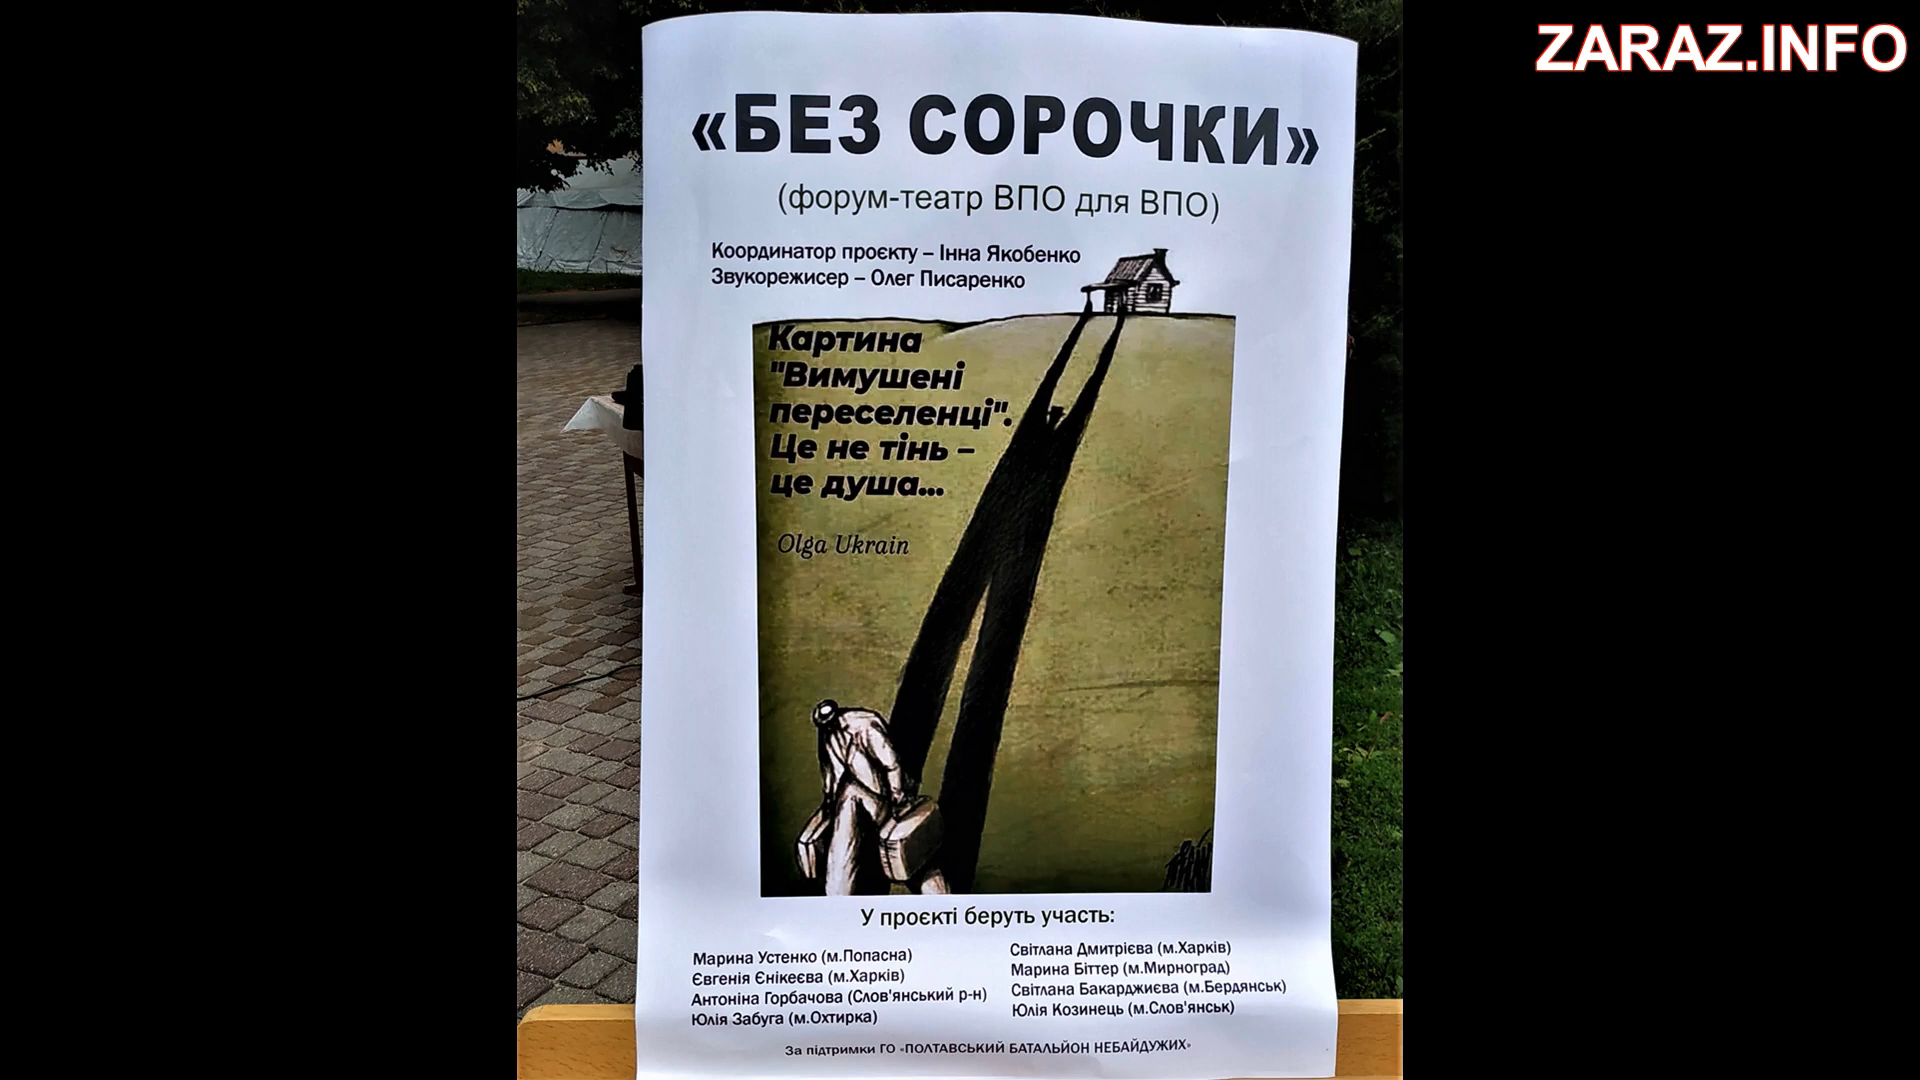 ZARAZ.INFO
«БЕЗ СОРОЧКИ»
(форум-театр ВПО для ВПО)
Координатор проєкту – Інна Якобенко
Звукорежисер – Олег Писаренко
Картина
"Вимушені
переселенці".
Це не тінь –
це душа...
Olga Ukrain
У проєкті беруть участь:
Марина Устенко (м.Попасна)
Євгенія Єнікеєва (м.Харків)
Антоніна Горбачова (Слов'янський р-н)
Юлія Забуга (м.Охтирка)
Світлана Дмитрієва (м.Харків)
Марина Біттер (м.Мирноград)
Світлана Бакарджиєва (м.Бердянськ)
Юлія Козинець (м.Слов'янськ)
За підтримки ГО «ПОЛТАВСЬКИЙ БАТАЛЬЙОН НЕБАЙДУЖИХ»